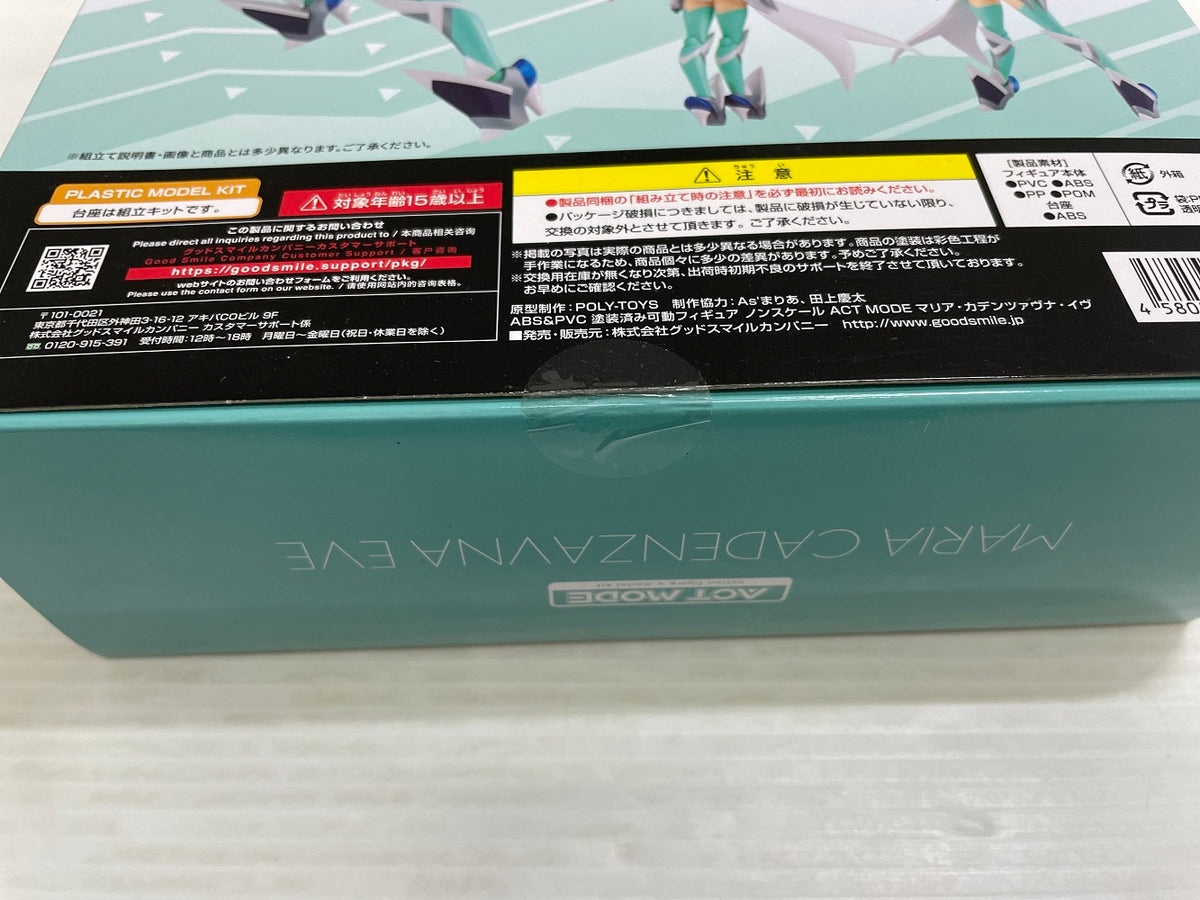 ※組立て説明書・画像と商品とは多少異なります。ご了承ください。
PLASTIC MODEL KIT
台座は組立キットです。
たいしょうねんれい さいいじょう
対象年齢15歳以上
この製品に関するお問い合わせ
Please direct all inquiries regarding this product to / 本商品相关咨询
グッドスマイルカンパニーカスタマーサポート
Good Smile Company Customer Support / 客户咨询
https://goodsmile.support/pkg/
webサイトのお問い合わせフォームをご利用ください。
Please use the contact form on our website. / 请使用网站内的咨询表格。
〒101-0021
東京都千代田区外神田3-16-12 アキバCOビル 9F
株式会社グッドスマイルカンパニー カスタマーサポート係
0120-915-391 受付時間:12時〜18時 月曜日〜金曜日(祝日・休業日を除く)
ちゅう い
注意
●製品同梱の「組み立て時の注意」を必ず最初にお読みください。
●パッケージ破損につきましては、製品に破損が生じていない限り、
交換の対象外とさせて頂きます。ご了承ください。
※掲載の写真は実際の商品とは多少異なる場合があります。商品の塗装は彩色工程が
手作業になるため、商品個々に多少の差異があります。予めご了承ください。
※交換用在庫が無くなり次第、出荷時初期不良のサポートを終了させて頂いております。
お早めにご確認ください。
原型制作:POLY-TOYS 制作協力:As'まりあ、田上慶太
ABS&PVC 塗装済み可動フィギュア ノンスケール ACT MODE マリア・カデンツァヴナ・イヴ
■発売・販売元:株式会社グッドスマイルカンパニー http://www.goodsmile.jp
[製品素材]
フィギュア本体
●PVC ●ABS
●PP ●POM
台座
●ABS
紙
外箱
プラ
4 580
MARIA CADENZAVNA EVE
ACT MODE
action figure & model kit